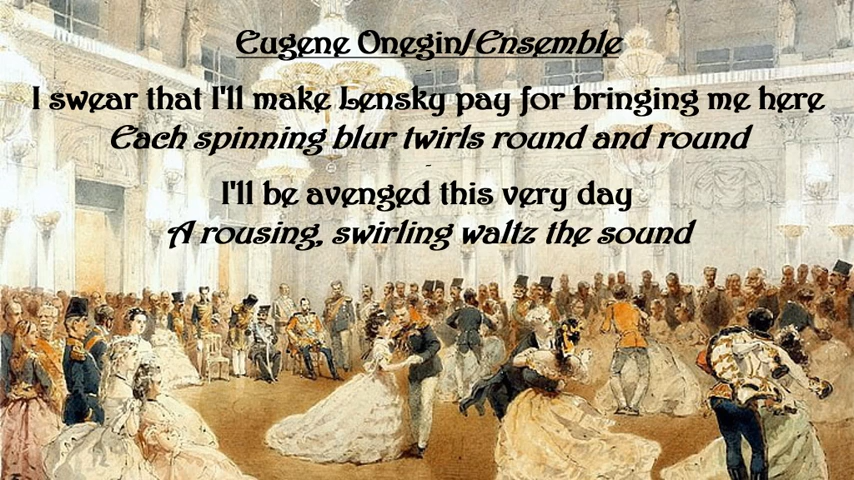 Eugene Onegin/Ensemble
I swear that I'll make Lensky pay for bringing me here
Each spinning blur twirls round and round
-
I'll be avenged this very day
A rousing, swirling waltz the sound